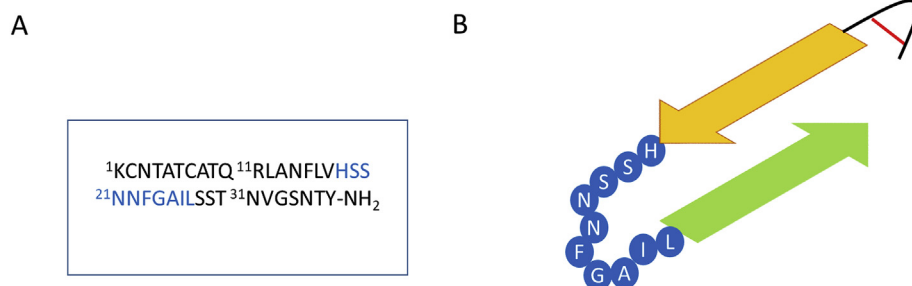 A
B
¹KCNTATCATQ ¹¹RLANFLVHSS
²¹NNFGAILSST ³¹NVGSNTY-NH₂
H
S
S
N
N
F
G
A
I
L